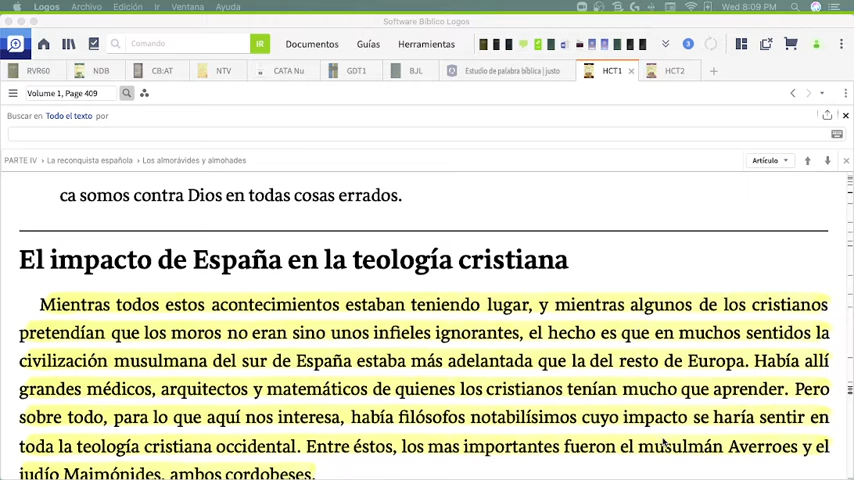 Logos Archivo Edición Ir Ventana Ayuda Wed 8:09 PM
Software Bíblico Logos
Comando IR Documentos Guías Herramientas 3
RVR60 NDB CB:AT NTV CATA Nu GDT1 BJL Estudio de palabra bíblica | justo HCT1 × HCT2 +
Volume 1, Page 409
Buscar en Todo el texto por
PARTE IV › La reconquista española › Los almorávides y almohades Artículo
ca somos contra Dios en todas cosas errados.
El impacto de España en la teología cristiana
Mientras todos estos acontecimientos estaban teniendo lugar, y mientras algunos de los cristianos
pretendían que los moros no eran sino unos infieles ignorantes, el hecho es que en muchos sentidos la
civilización musulmana del sur de España estaba más adelantada que la del resto de Europa. Había allí
grandes médicos, arquitectos y matemáticos de quienes los cristianos tenían mucho que aprender. Pero
sobre todo, para lo que aquí nos interesa, había filósofos notabilísimos cuyo impacto se haría sentir en
toda la teología cristiana occidental. Entre éstos, los mas importantes fueron el musulmán Averroes y el
judío Maimónides, ambos cordobeses.